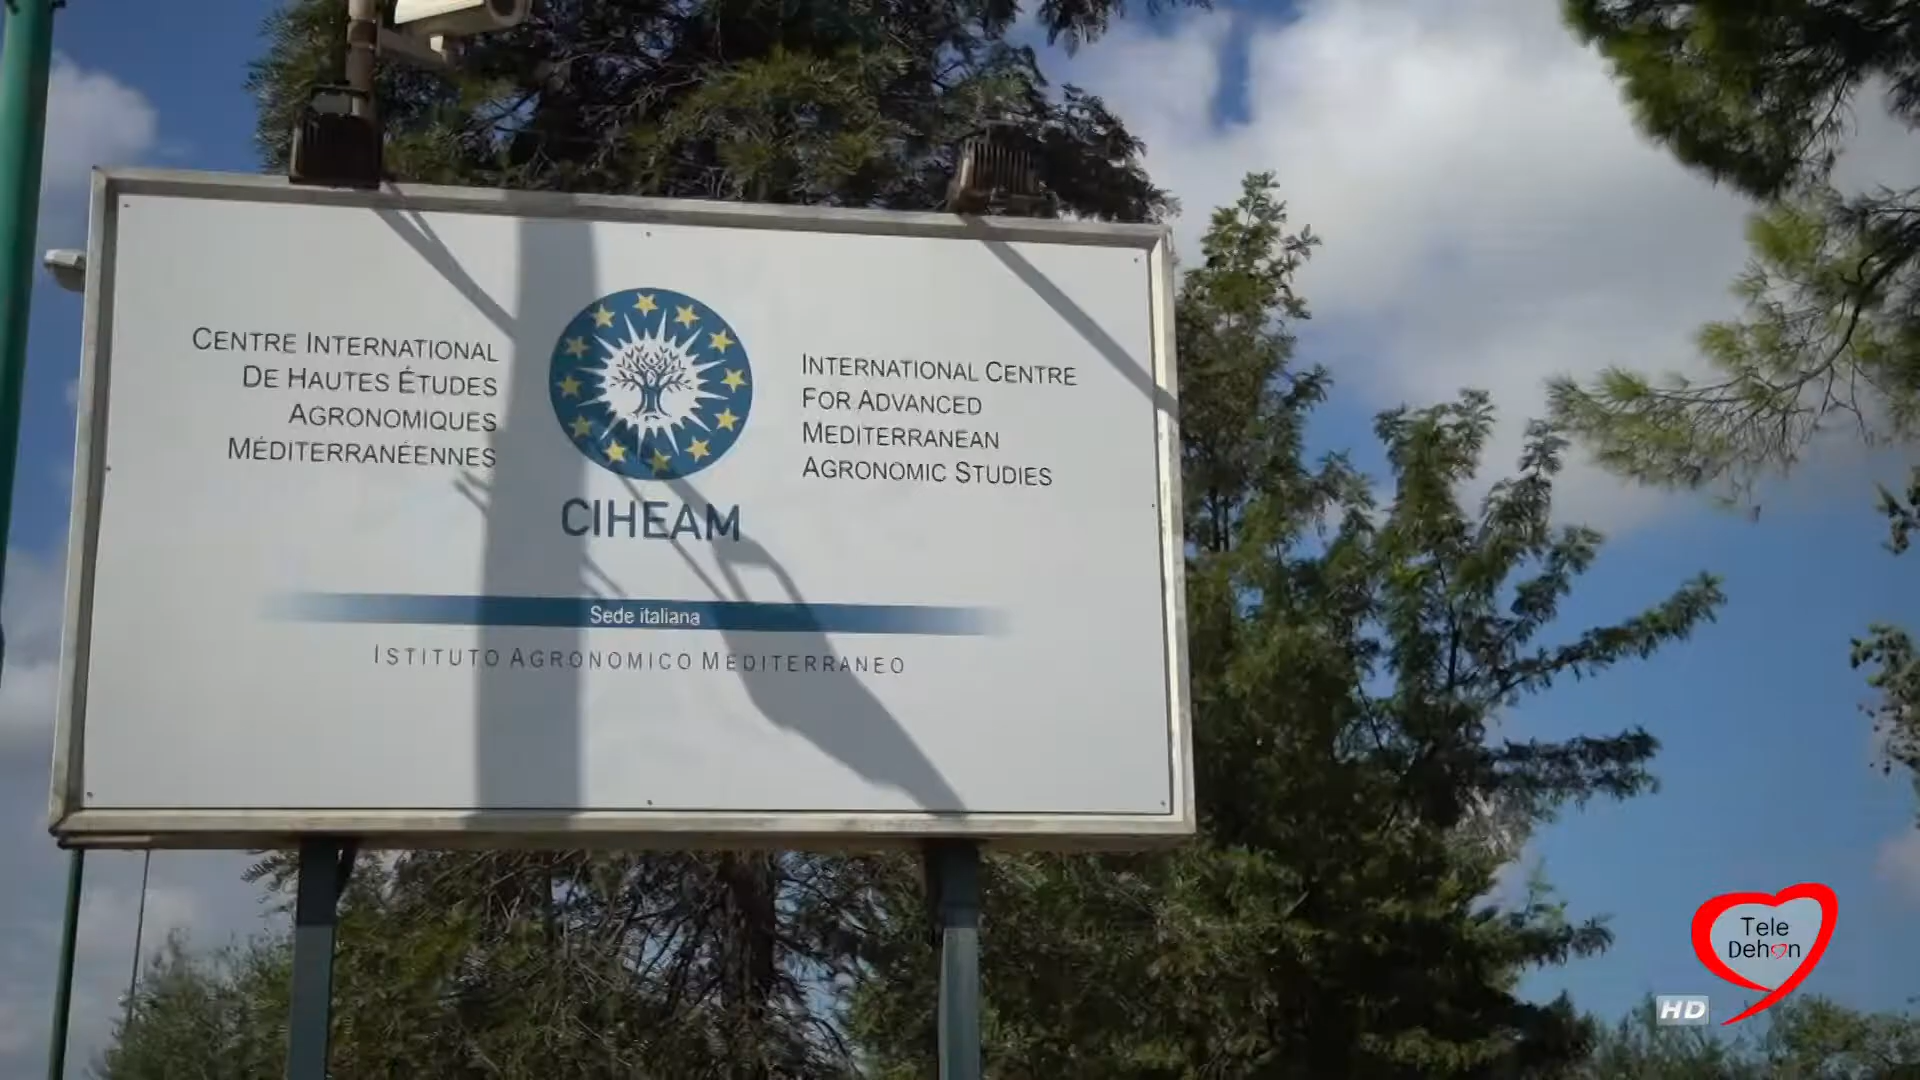 CENTRE INTERNATIONAL
DE HAUTES ÉTUDES
AGRONOMIQUES
MÉDITERRANÉENNES
INTERNATIONAL CENTRE
FOR ADVANCED
MEDITERRANEAN
AGRONOMIC STUDIES
CIHEAM
Sede italiana
ISTITUTO AGRONOMICO MEDITERRANEO
Tele
Dehon
HD